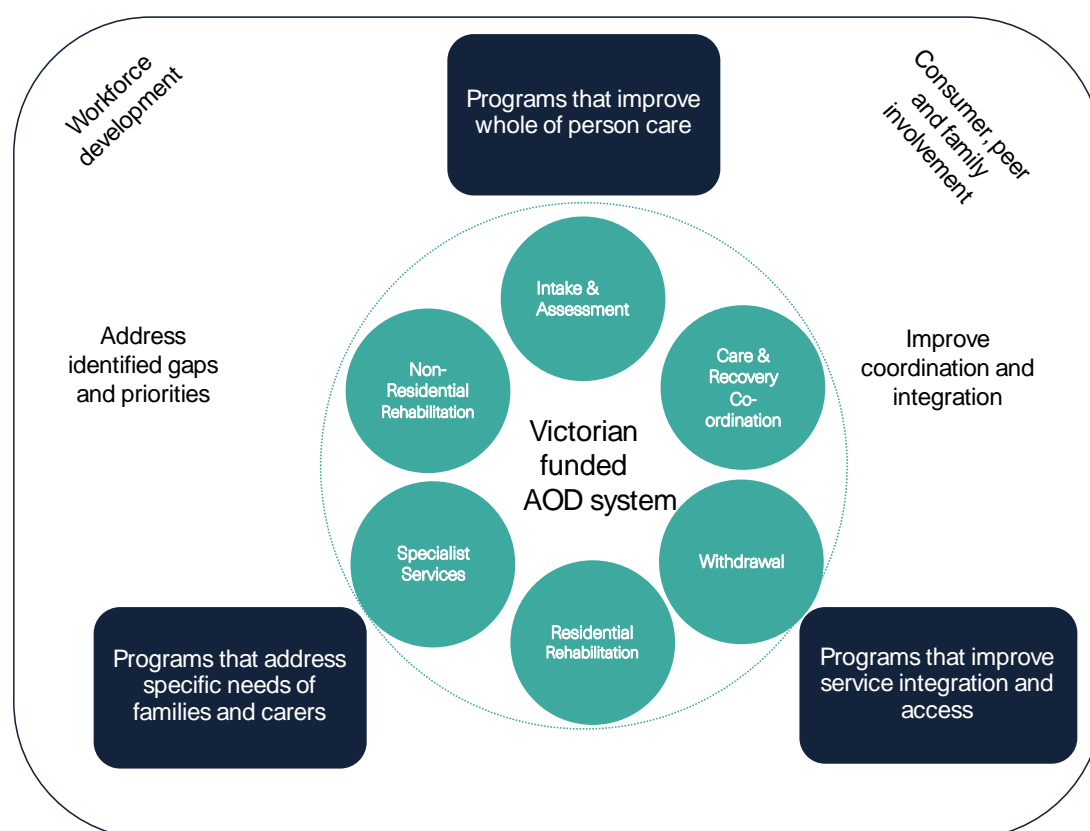 Workforce
development
Programs that improve
whole of person care
Consumer, peer
and family
involvement
Intake &
Assessment
Address
identified gaps
and priorities
Non-
Residential
Rehabilitation
Care &
Recovery
Co-
ordination
Improve
coordination and
integration
Victorian
funded
AOD system
Specialist
Services
Withdrawal
Residential
Rehabilitation
Programs that address
specific needs of
families and carers
Programs that improve
service integration and
access